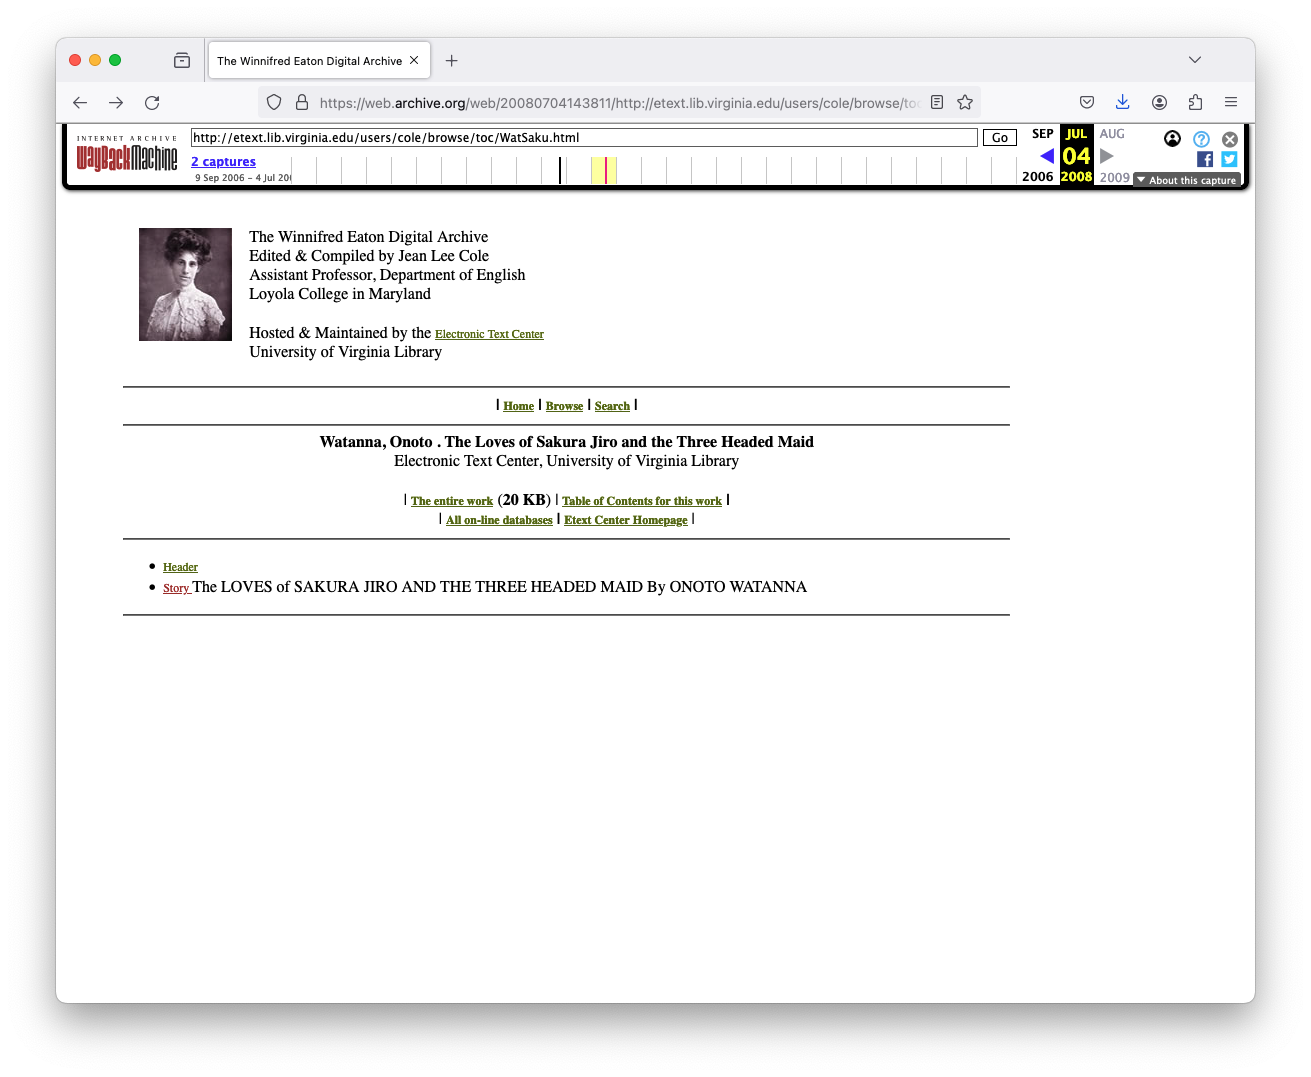 The Winnifred Eaton Digital Archive
https://web.archive.org/web/20080704143811/http://etext.lib.virginia.edu/users/cole/browse/toc
INTERNET ARCHIVE
WayBackMachine
http://etext.lib.virginia.edu/users/cole/browse/toc/WatSaku.html
Go
SEP JUL AUG
2 captures
04
9 Sep 2006 – 4 Jul 200
2006 2008 2009
About this capture
The Winnifred Eaton Digital Archive
Edited & Compiled by Jean Lee Cole
Assistant Professor, Department of English
Loyola College in Maryland
Hosted & Maintained by the Electronic Text Center
University of Virginia Library
| Home | Browse | Search |
Watanna, Onoto . The Loves of Sakura Jiro and the Three Headed Maid
Electronic Text Center, University of Virginia Library
| The entire work (20 KB) | Table of Contents for this work |
| All on-line databases | Etext Center Homepage |
• Header
• Story The LOVES of SAKURA JIRO AND THE THREE HEADED MAID By ONOTO WATANNA